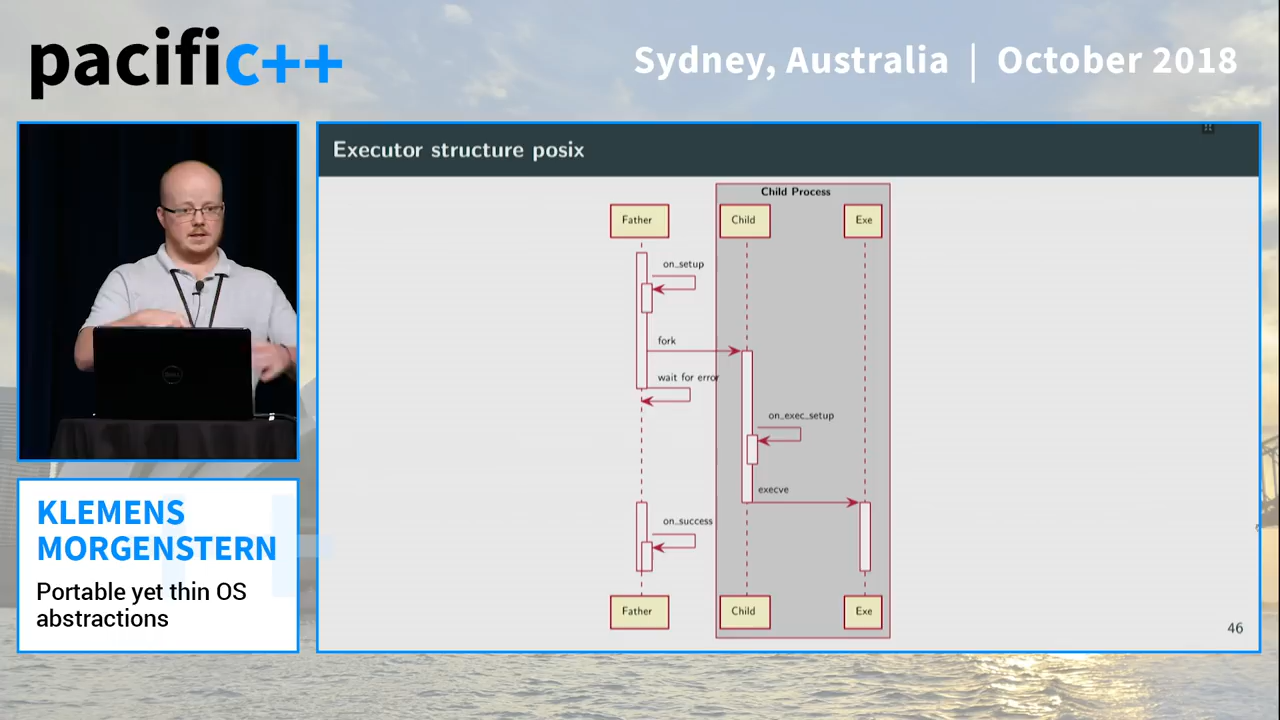 pacific++
Sydney, Australia | October 2018
Executor structure posix
Child Process
Father
Child
Exe
on_setup
fork
wait for error
on_exec_setup
execve
on_success
Father
Child
Exe
46
DELL
KLEMENS
MORGENSTERN
Portable yet thin OS
abstractions